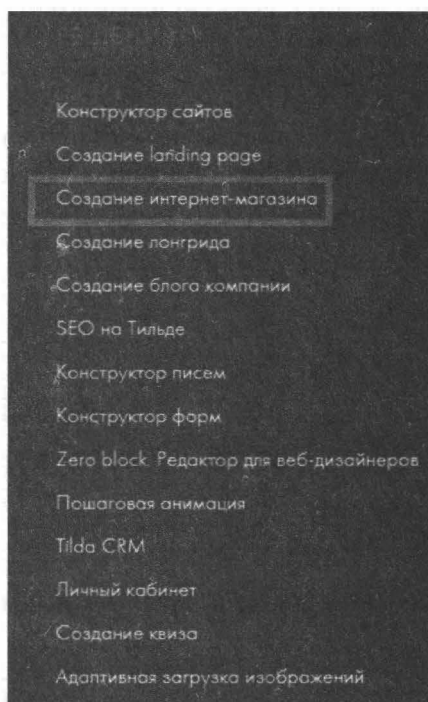 Конструктор сайтов
Создание landing page
Создание интернет-магазина
Создание лонгрида
Создание блога компании
SEO на Тильде
Конструктор писем
Конструктор форм
Zero block. Редактор для веб-дизайнеров
Пошаговая анимация
Tilda CRM
Личный кабинет
Создание квиза
Адаптивная загрузка изображений